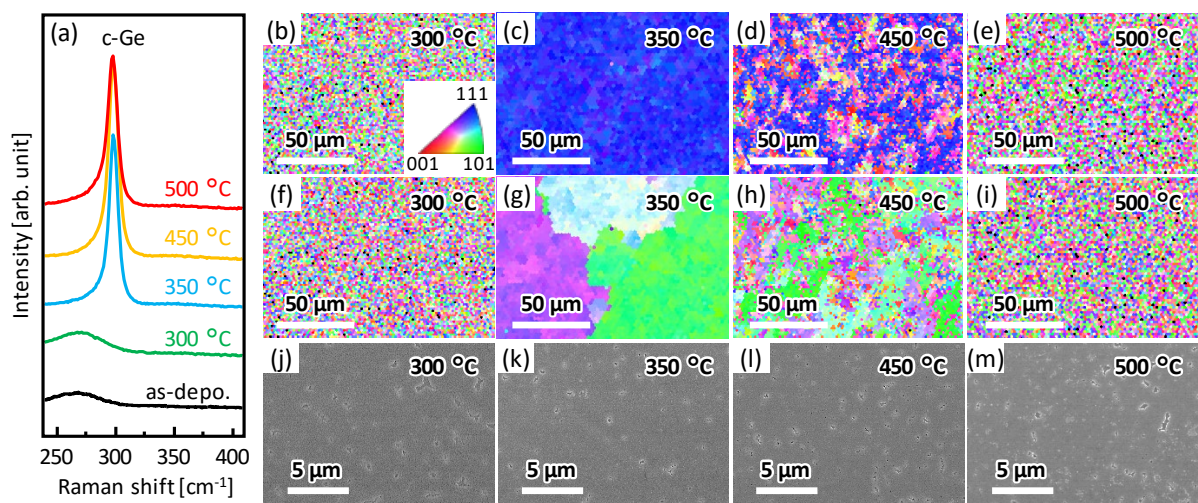 (a)
c-Ge
500 °C
450 °C
350 °C
300 °C
as-depo.
Intensity [arb. unit]
250 300 350 400
Raman shift [cm⁻¹]
(b) 300 °C
111
001 101
50 μm
(c) 350 °C
50 μm
(d) 450 °C
50 μm
(e) 500 °C
50 μm
(f) 300 °C
50 μm
(g) 350 °C
50 μm
(h) 450 °C
50 μm
(i) 500 °C
50 μm
(j) 300 °C
5 μm
(k) 350 °C
5 μm
(l) 450 °C
5 μm
(m) 500 °C
5 μm